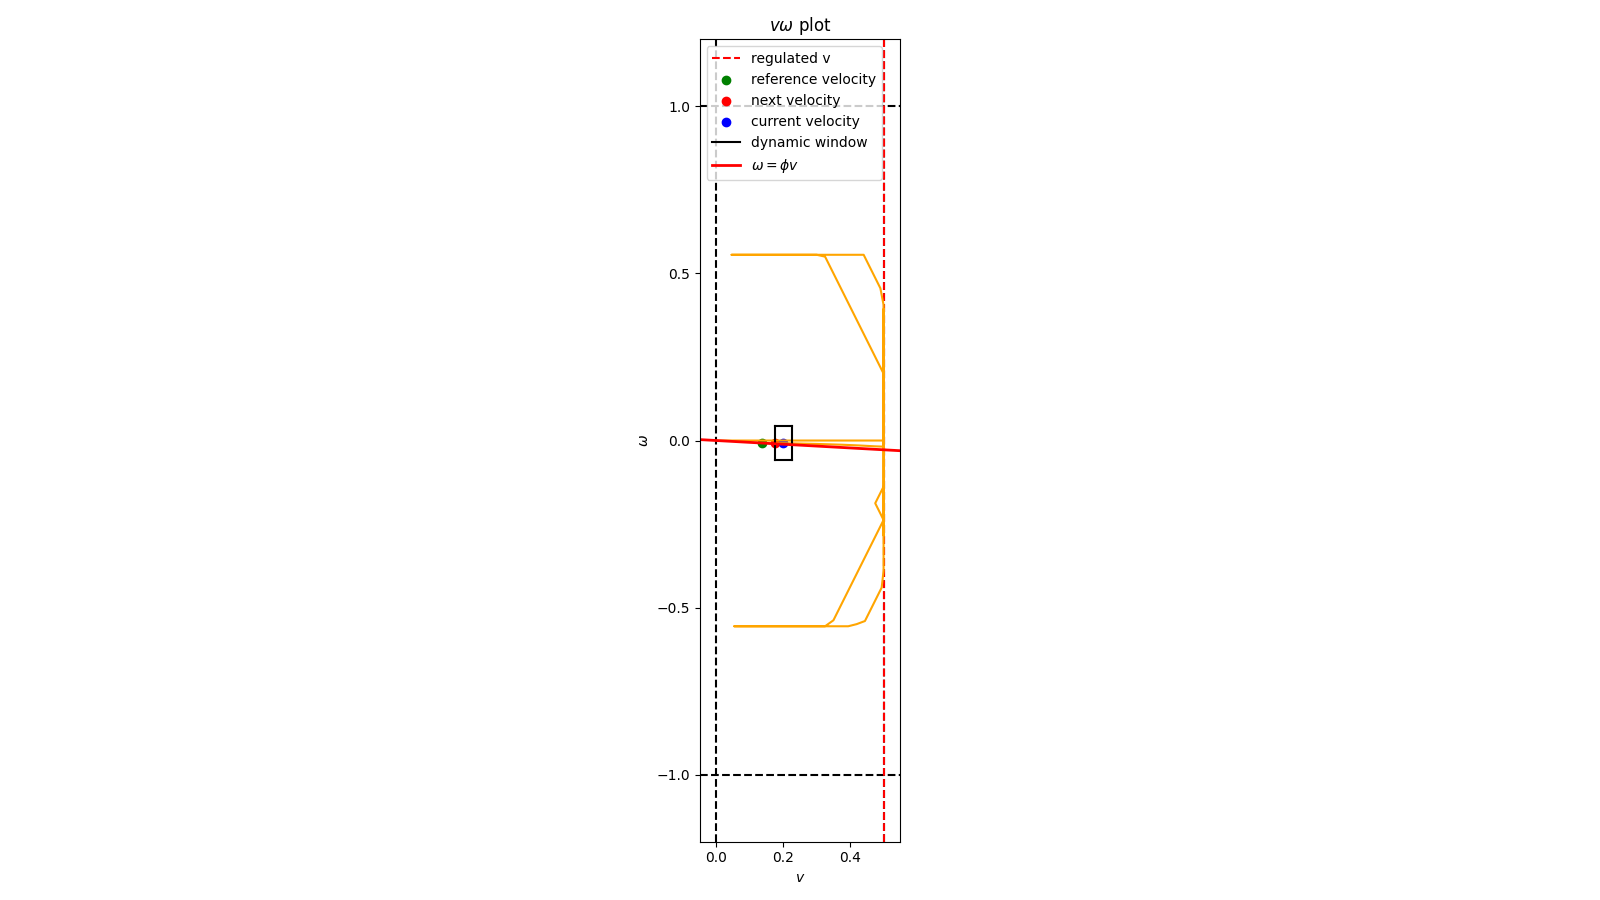 vω plot
regulated v
reference velocity
next velocity
current velocity
dynamic window
ω = ϕv
1.0
0.5
0.0
−0.5
−1.0
ω
0.0 0.2 0.4
v